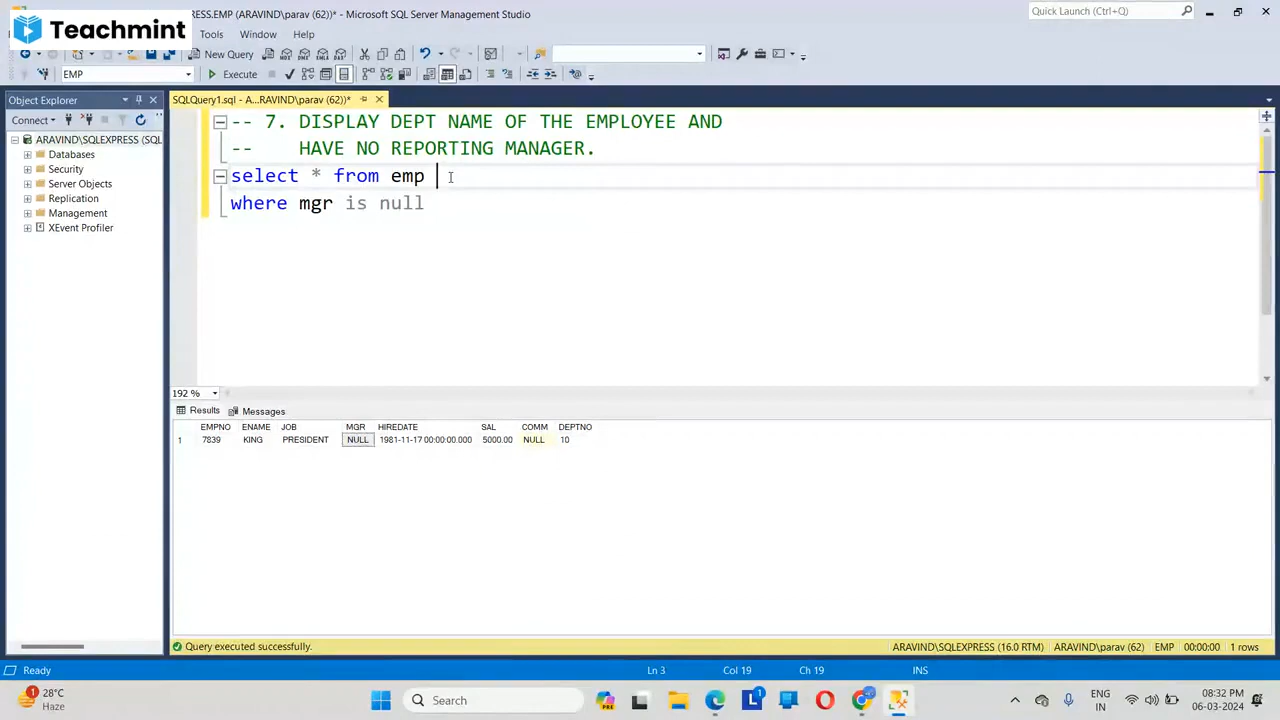 RESS.EMP (ARAVIND\parav (62))* - Microsoft SQL Server Management Studio
Quick Launch (Ctrl+Q)
Teachmint
Tools Window Help
New Query
EMP
Execute
Object Explorer
SQLQuery1.sql - A...RAVIND\parav (62))*
Connect
ARAVIND\SQLEXPRESS (SQL
Databases
Security
Server Objects
Replication
Management
XEvent Profiler
-- 7. DISPLAY DEPT NAME OF THE EMPLOYEE AND
-- HAVE NO REPORTING MANAGER.
select * from emp
where mgr is null
192 %
Results Messages
EMPNO ENAME JOB MGR HIREDATE SAL COMM DEPTNO
1 7839 KING PRESIDENT NULL 1981-11-17 00:00:00.000 5000.00 NULL 10
Query executed successfully.
ARAVIND\SQLEXPRESS (16.0 RTM) ARAVIND\parav (62) EMP 00:00:00 1 rows
Ready
Ln 3 Col 19 Ch 19 INS
1
28°C
Haze
Search
PRE
1
ENG
IN
08:32 PM
06-03-2024